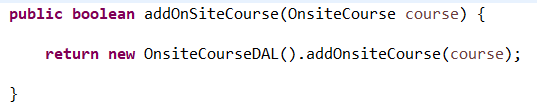 public boolean addOnSiteCourse(OnsiteCourse course) {
return new OnsiteCourseDAL().addOnsiteCourse(course);
}